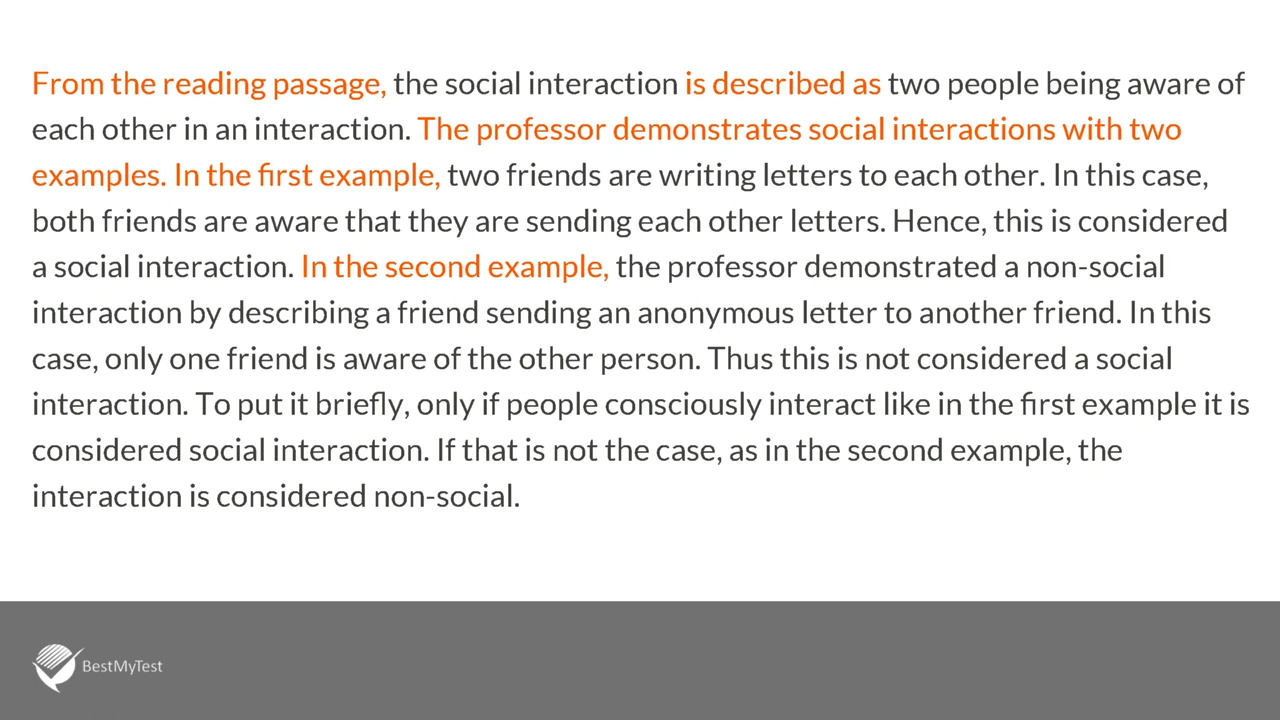 From the reading passage, the social interaction is described as two people being aware of
each other in an interaction. The professor demonstrates social interactions with two
examples. In the first example, two friends are writing letters to each other. In this case,
both friends are aware that they are sending each other letters. Hence, this is considered
a social interaction. In the second example, the professor demonstrated a non-social
interaction by describing a friend sending an anonymous letter to another friend. In this
case, only one friend is aware of the other person. Thus this is not considered a social
interaction. To put it briefly, only if people consciously interact like in the first example it is
considered social interaction. If that is not the case, as in the second example, the
interaction is considered non-social.
BestMyTest